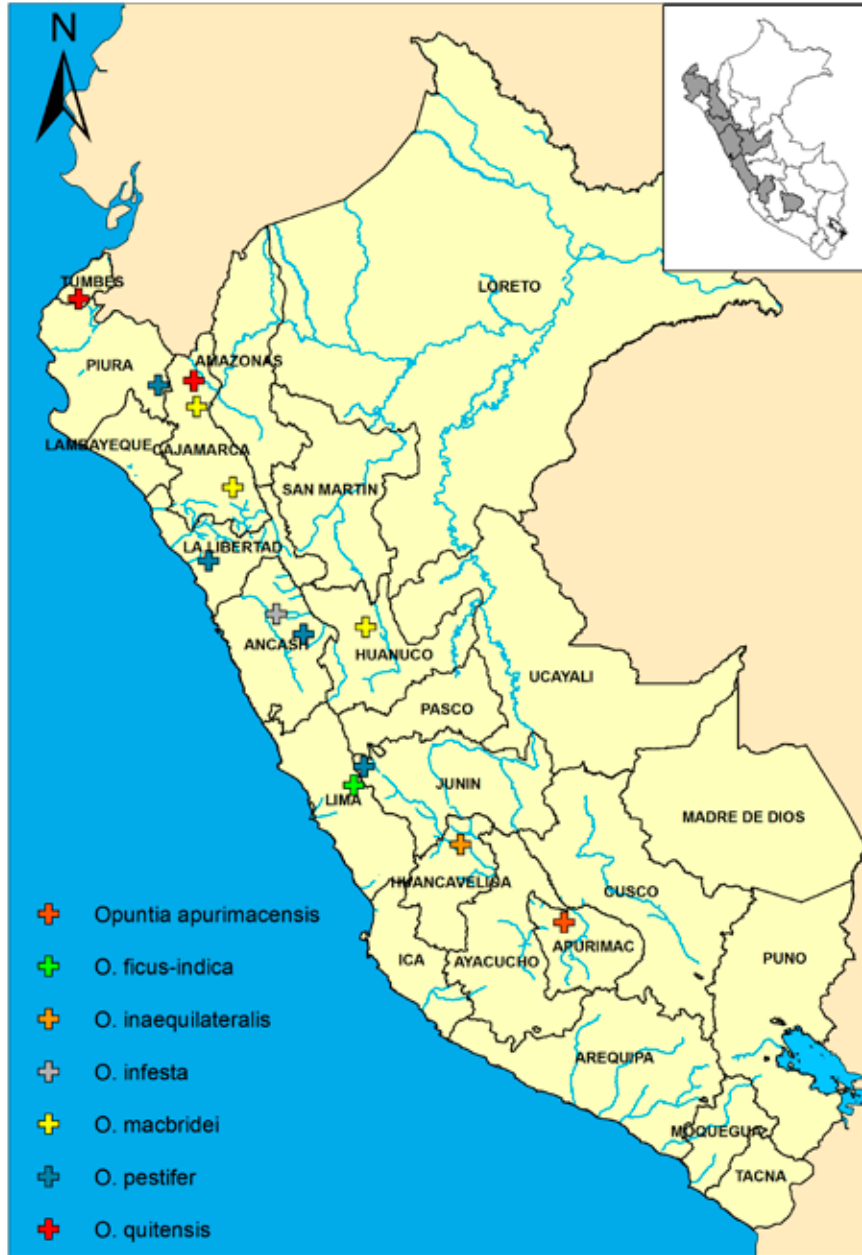 N
TUMBES
LORETO
PIURA
AMAZONAS
LAMBAYEQUE
CAJAMARCA
SAN MARTIN
LA LIBERTAD
ANCASH
HUANUCO
UCAYALI
PASCO
LIMA
JUNIN
MADRE DE DIOS
HUANCAVELISA
CUSCO
ICA
AYACUCHO
APURIMAC
PUNO
AREQUIPA
MOQUEGUA
TACNA
Opuntia apurimacensis
O. ficus-indica
O. inaequilateralis
O. infesta
O. macbridei
O. pestifer
O. quitensis